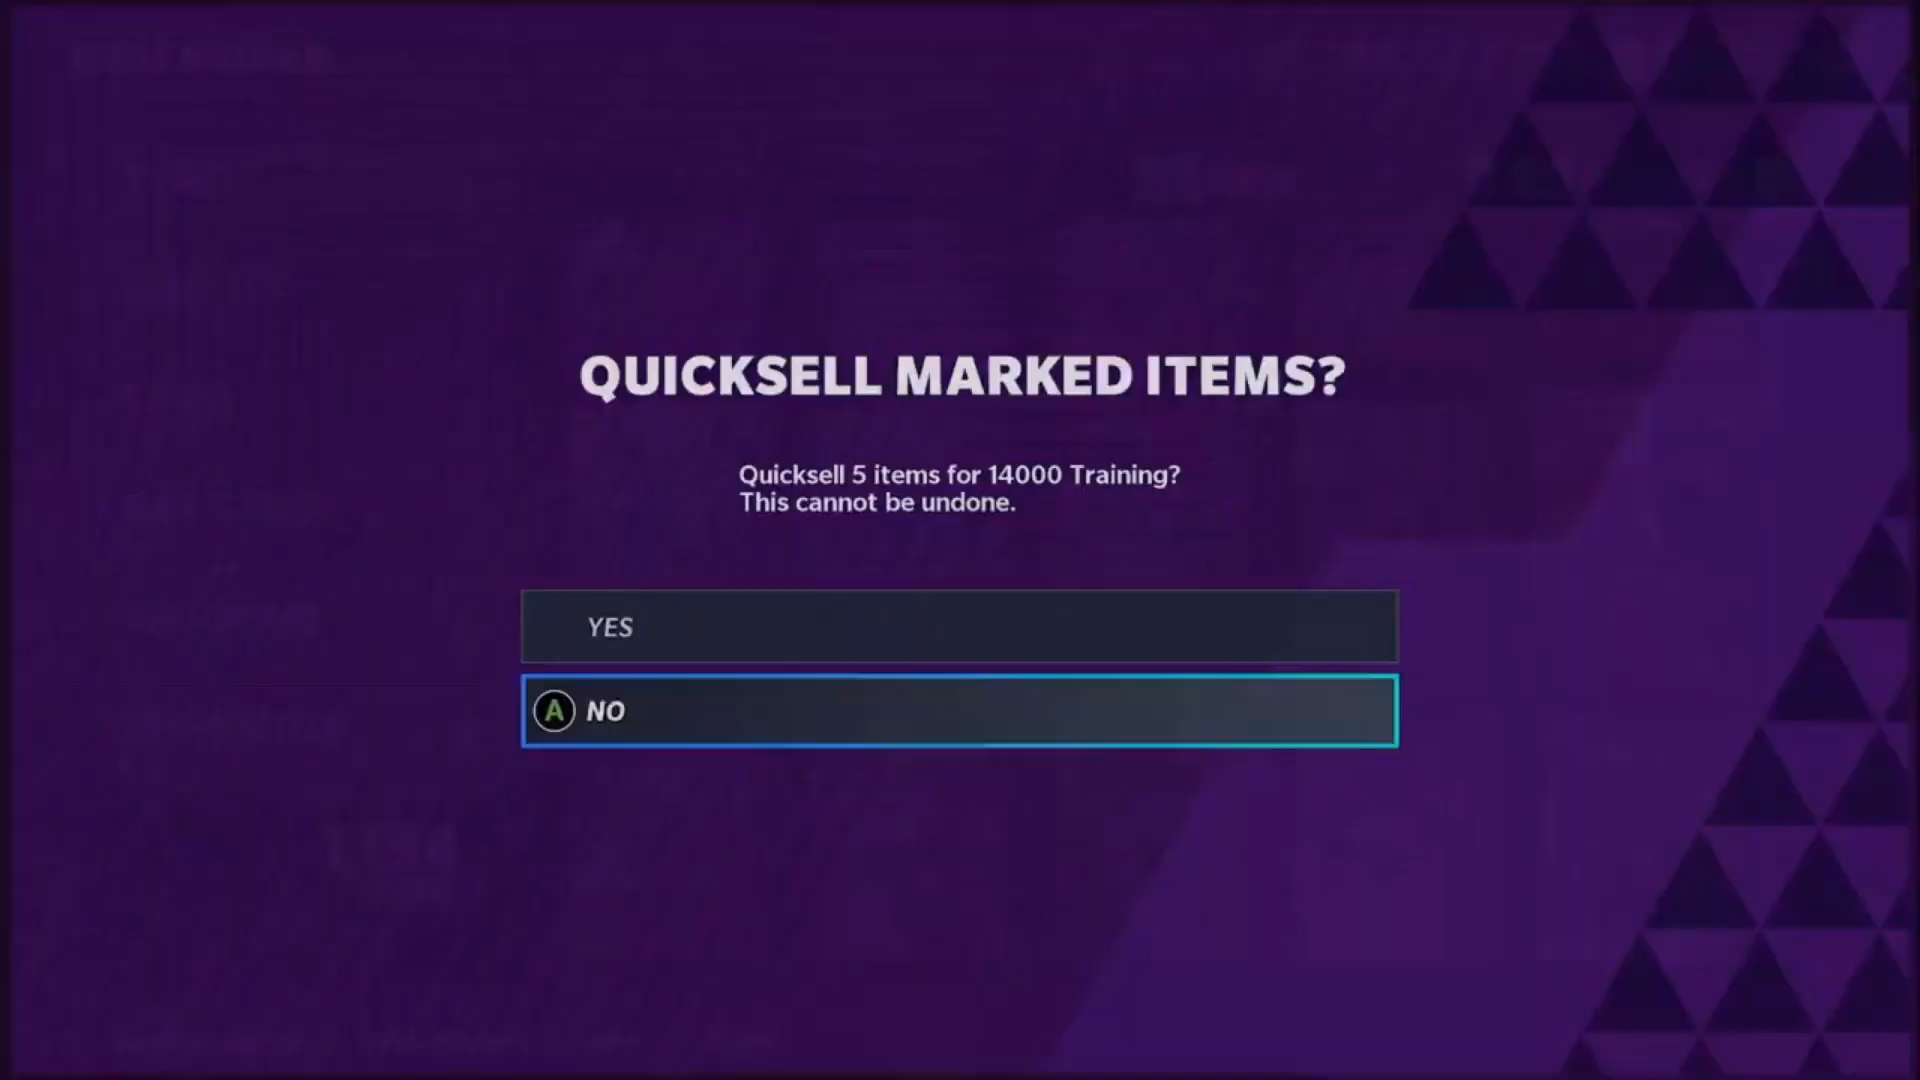 QUICKSELL MARKED ITEMS?
Quicksell 5 items for 14000 Training?
This cannot be undone.
YES
A NO